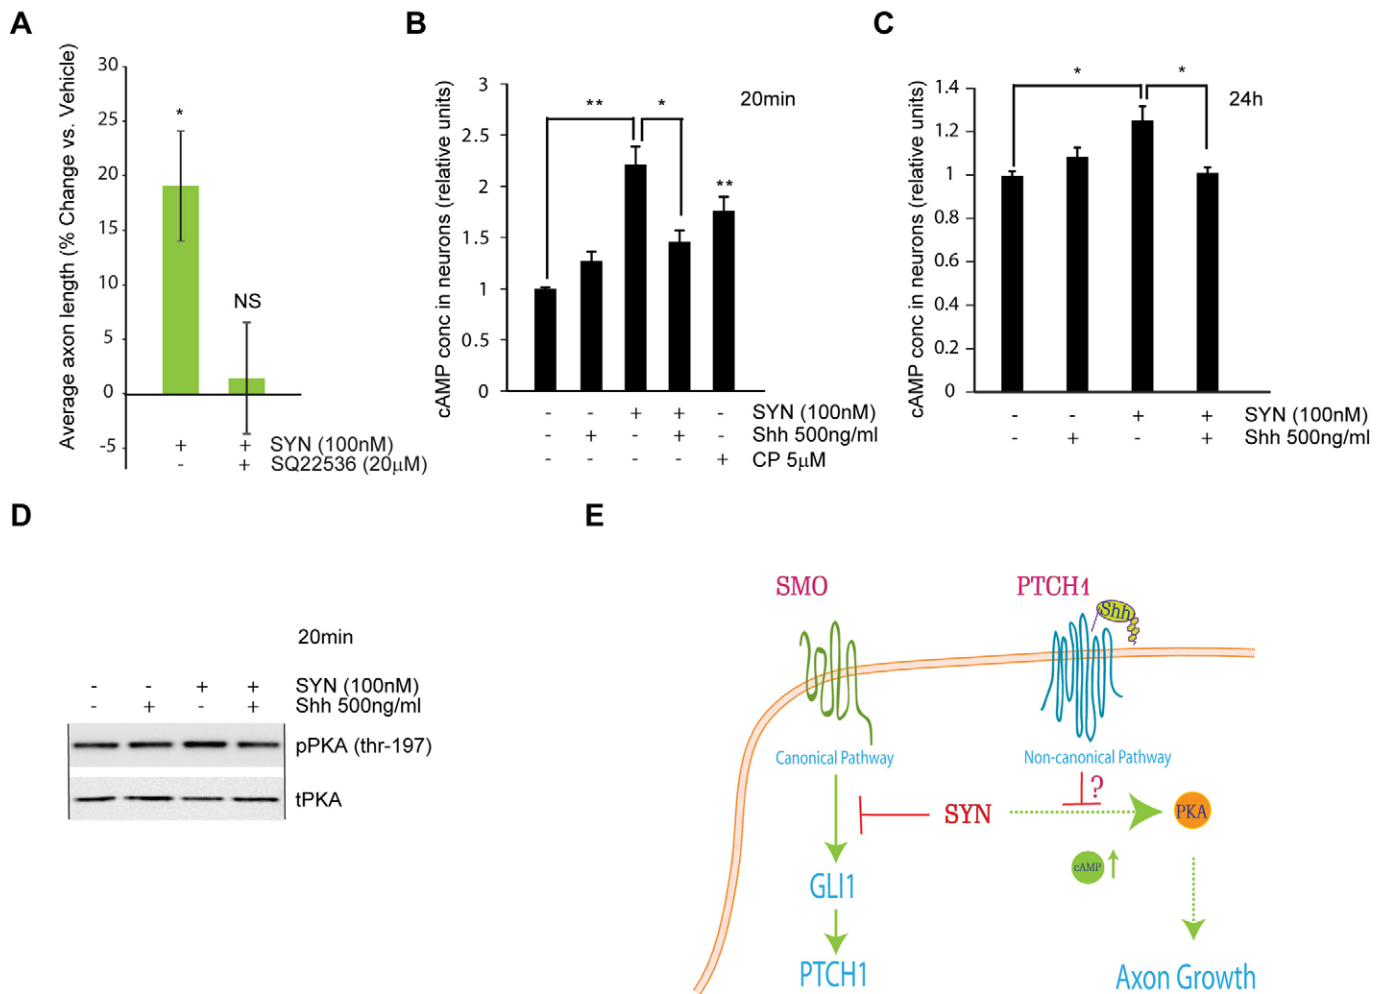 A
Average axon length (% Change vs. Vehicle)
30
25
20
15
10
5
0
-5
*
NS
+ + SYN (100nM)
- + SQ22536 (20µM)
B
cAMP conc in neurons (relative units)
3
2.5
2
1.5
1
0.5
0
20min
** *
**
- - + + - SYN (100nM)
- + - + - Shh 500ng/ml
- - - - + CP 5µM
C
cAMP conc in neurons (relative units)
1.4
1.2
1
0.8
0.6
0.4
0.2
0
24h
* *
- - + + SYN (100nM)
- + - + Shh 500ng/ml
D
20min
- - + + SYN (100nM)
- + - + Shh 500ng/ml
pPKA (thr-197)
tPKA
E
SMO
PTCH1
Shh
Canonical Pathway
Non-canonical Pathway
?
SYN
PKA
cAMP
GLI1
PTCH1
Axon Growth